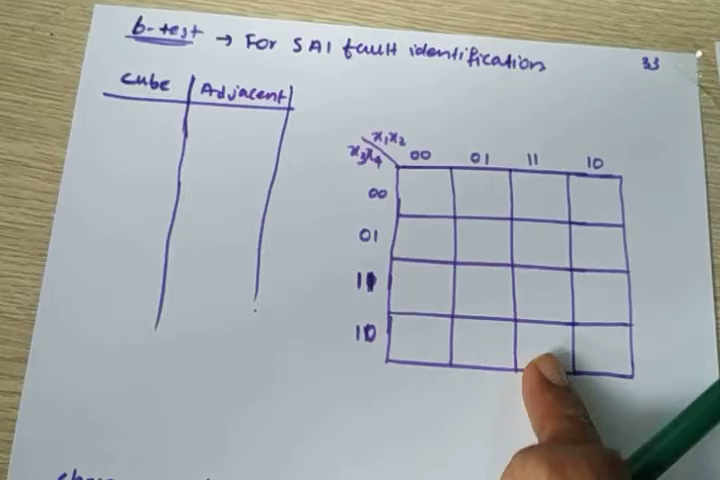 b-test → For SA1 fault identification 33
Cube Adjacent
x1x2
x3x4 00 01 11 10
00
01
11
10